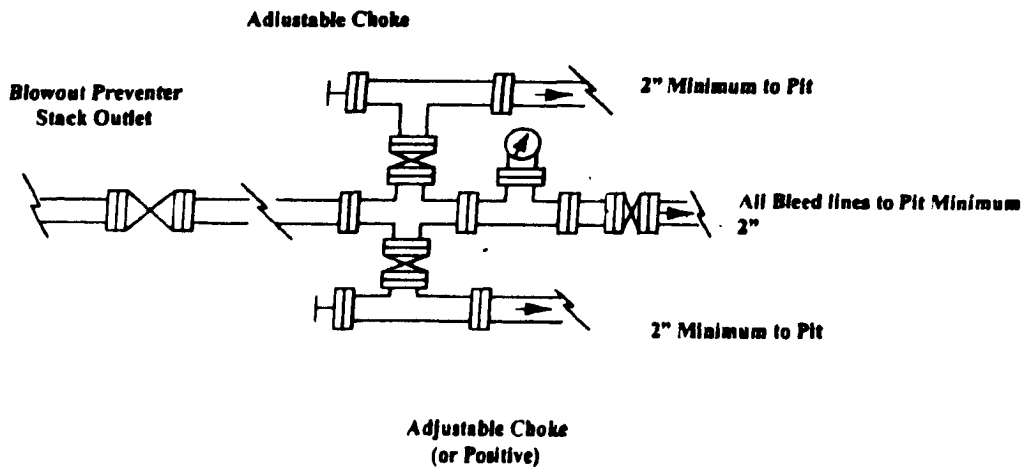 Adjustable Choke
Blowout Preventer
Stack Outlet
2" Minimum to Pit
All Bleed lines to Pit Minimum
2"
2" Minimum to Pit
Adjustable Choke
(or Positive)